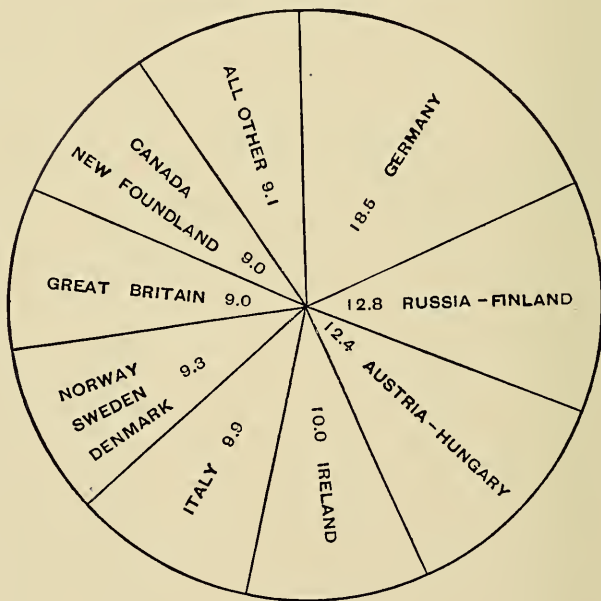 18.5 GERMANY
12.8 RUSSIA-FINLAND
12.4 AUSTRIA-HUNGARY
10.0 IRELAND
ITALY 9.9
NORWAY
SWEDEN 9.3
DENMARK
GREAT BRITAIN 9.0
CANADA
NEW FOUNDLAND 9.0
ALL OTHER 9.1